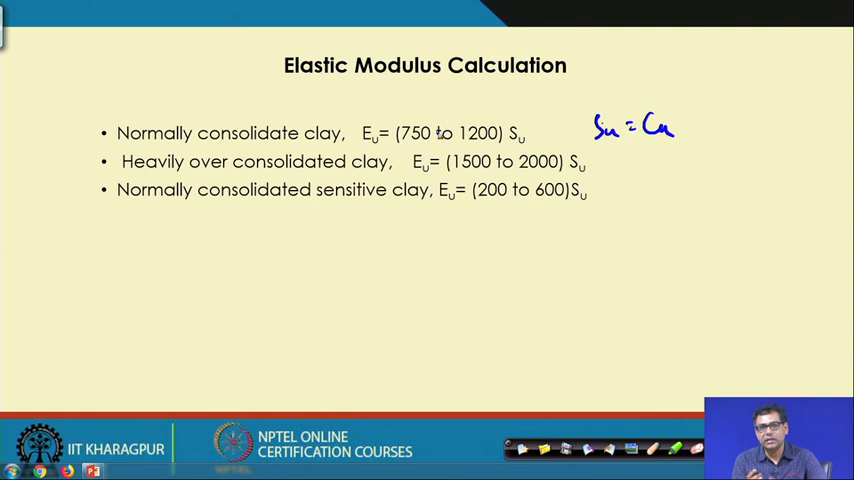 Elastic Modulus Calculation
• Normally consolidate clay, EU= (750 to 1200) SU
Su = Cu
• Heavily over consolidated clay, EU= (1500 to 2000) SU
• Normally consolidated sensitive clay, EU= (200 to 600)SU
IIT KHARAGPUR
NPTEL ONLINE
CERTIFICATION COURSES
NPTEL